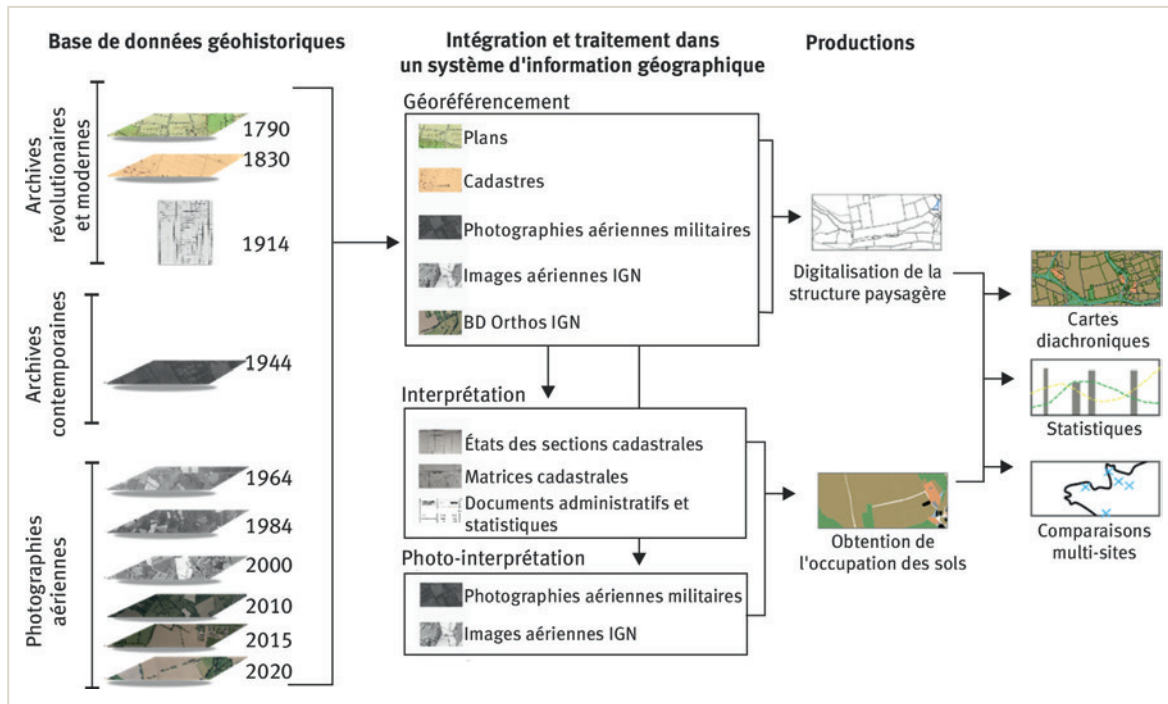 Base de données géohistoriques
Archives
révolutionaires
et modernes
1790
1830
1914
Archives
contemporaines
1944
Photographies
aériennes
1964
1984
2000
2010
2015
2020
Intégration et traitement dans
un système d'information géographique
Géoréférencement
Plans
Cadastres
Photographies aériennes militaires
Images aériennes IGN
BD Orthos IGN
Interprétation
États des sections cadastrales
Matrices cadastrales
Documents administratifs et
statistiques
Photo-interprétation
Photographies aériennes militaires
Images aériennes IGN
Productions
Digitalisation de la
structure paysagère
Obtention de
l'occupation des sols
Cartes
diachroniques
Statistiques
Comparaisons
multi-sites